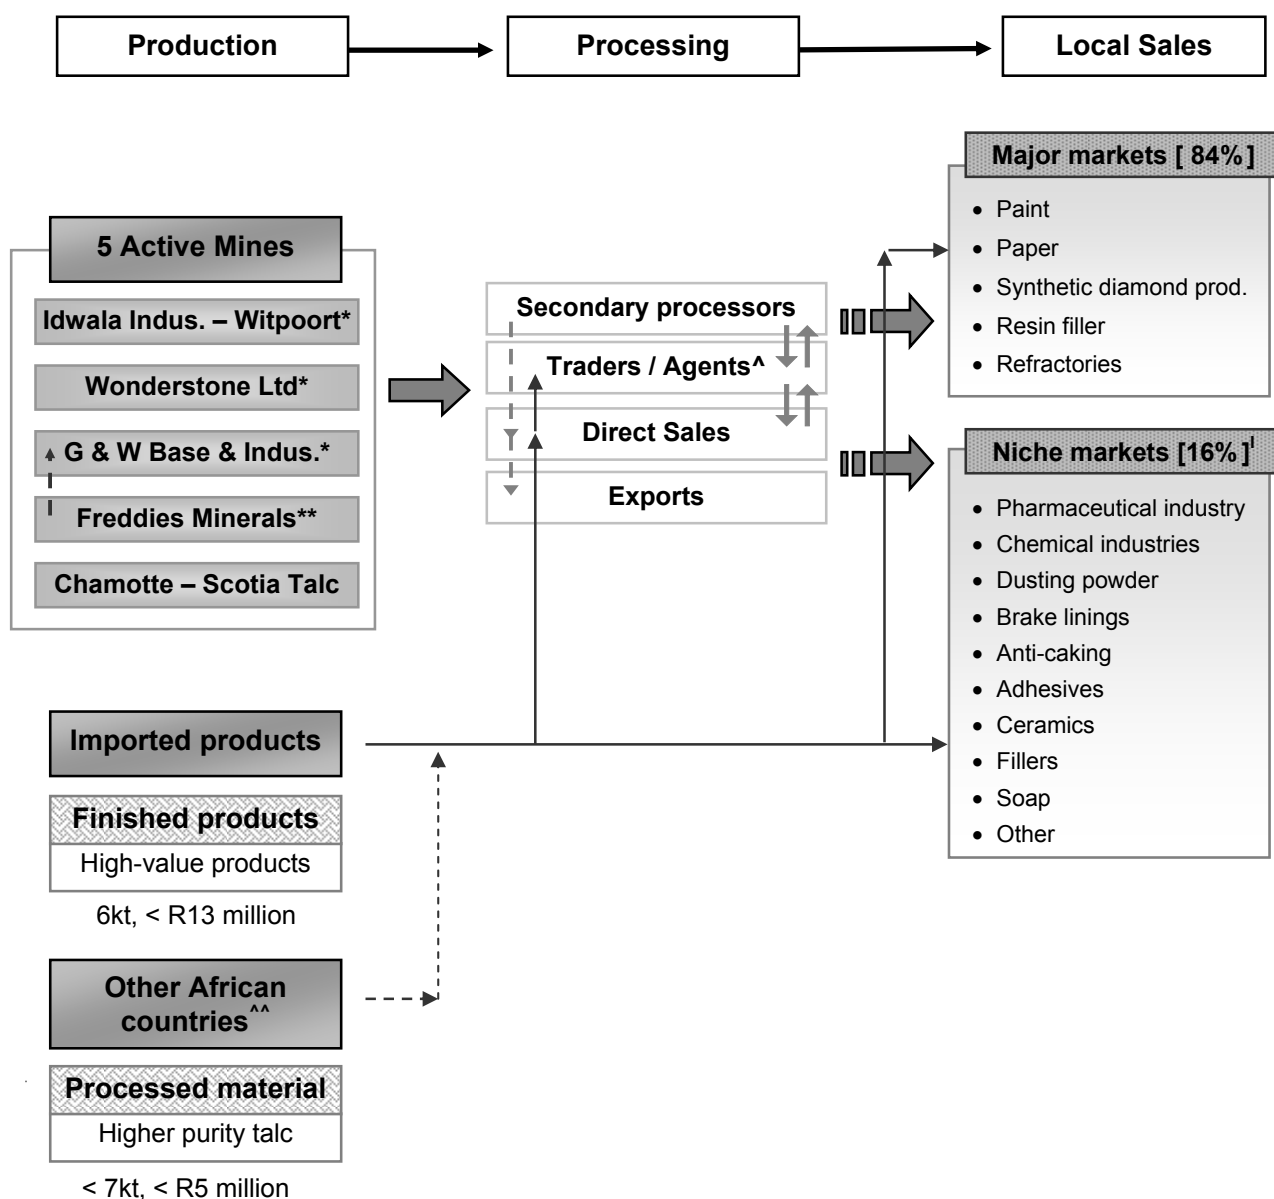 Production
Processing
Local Sales
5 Active Mines
Idwala Indus. – Witpoort*
Wonderstone Ltd*
G & W Base & Indus.*
Freddies Minerals**
Chamotte – Scotia Talc
Secondary processors
Traders / Agents^
Direct Sales
Exports
Major markets [ 84%]
• Paint
• Paper
• Synthetic diamond prod.
• Resin filler
• Refractories
Niche markets [16%]ˡ
• Pharmaceutical industry
• Chemical industries
• Dusting powder
• Brake linings
• Anti-caking
• Adhesives
• Ceramics
• Fillers
• Soap
• Other
Imported products
Finished products
High-value products
6kt, < R13 million
Other African
countries^^
Processed material
Higher purity talc
< 7kt, < R5 million